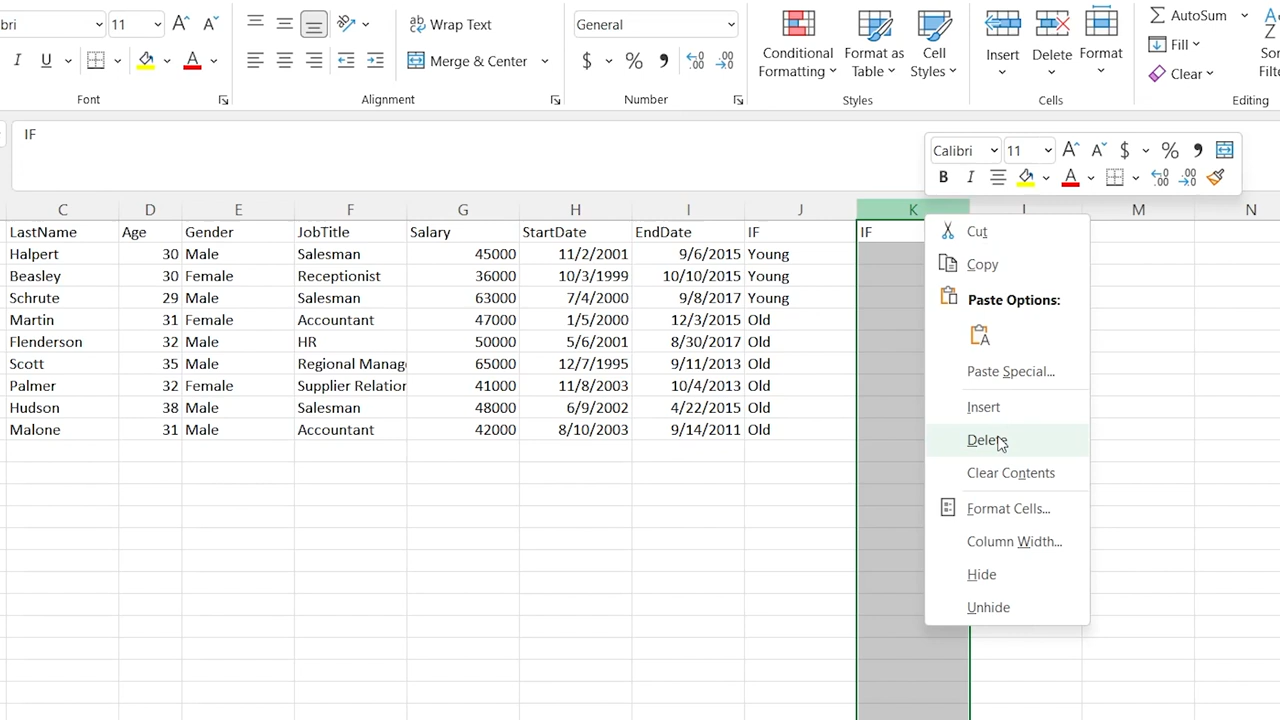 bri 11 A A ab Wrap Text General AutoSum
I U A Merge & Center $ % , Conditional Formatting Format as Table Cell Styles Insert Delete Format Fill
Clear
Font Alignment Number Styles Cells Editing
IF
Calibri 11 A A $ % ,
B I A
C D E F G H I J K L M N
LastName Age Gender JobTitle Salary StartDate EndDate IF IF
Halpert 30 Male Salesman 45000 11/2/2001 9/6/2015 Young
Beasley 30 Female Receptionist 36000 10/3/1999 10/10/2015 Young
Schrute 29 Male Salesman 63000 7/4/2000 9/8/2017 Young
Martin 31 Female Accountant 47000 1/5/2000 12/3/2015 Old
Flenderson 32 Male HR 50000 5/6/2001 8/30/2017 Old
Scott 35 Male Regional Manag 65000 12/7/1995 9/11/2013 Old
Palmer 32 Female Supplier Relation 41000 11/8/2003 10/4/2013 Old
Hudson 38 Male Salesman 48000 6/9/2002 4/22/2015 Old
Malone 31 Male Accountant 42000 8/10/2003 9/14/2011 Old
Cut
Copy
Paste Options:
Paste Special...
Insert
Delete
Clear Contents
Format Cells...
Column Width...
Hide
Unhide